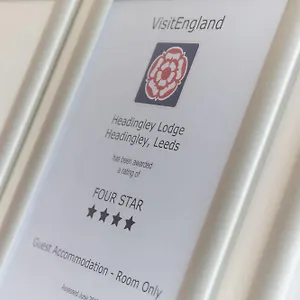 VisitEngland
Headingley Lodge
Headingley, Leeds
has been awarded
a rating of
FOUR STAR
Guest Accommodation - Room Only